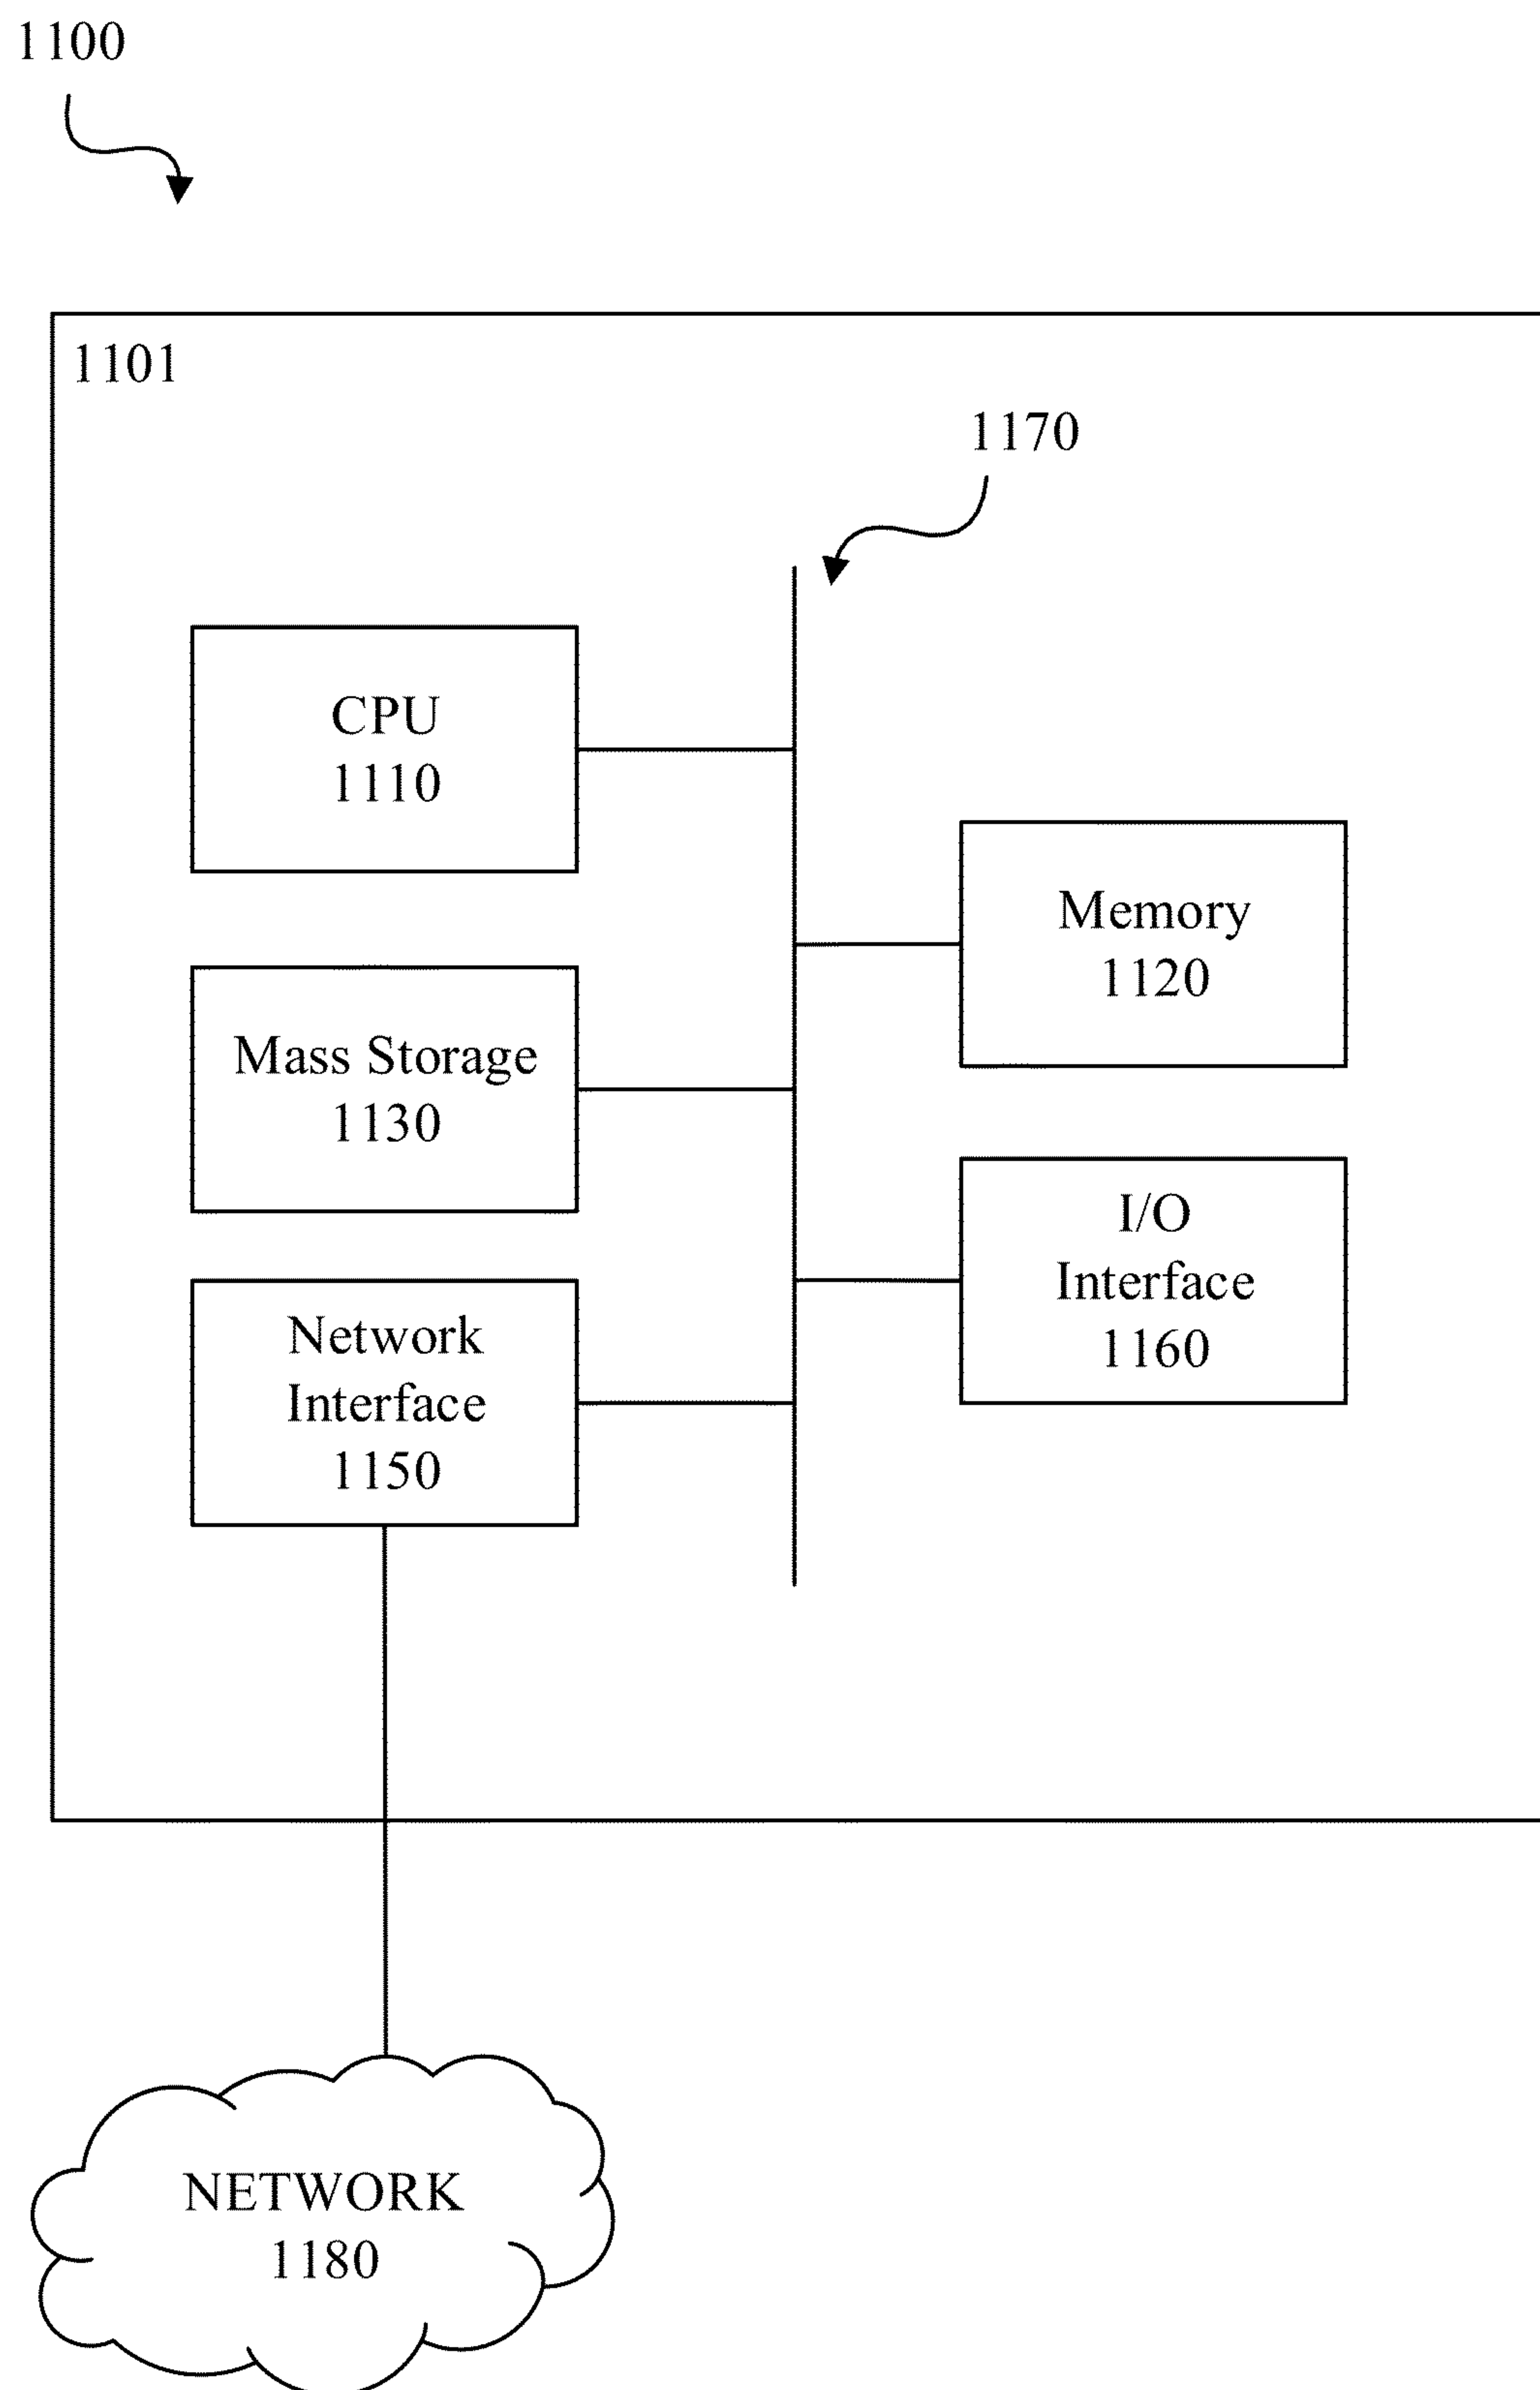 1100
1101
1170
CPU
1110
Memory
1120
Mass Storage
1130
I/O
Interface
1160
Network
Interface
1150
NETWORK
1180